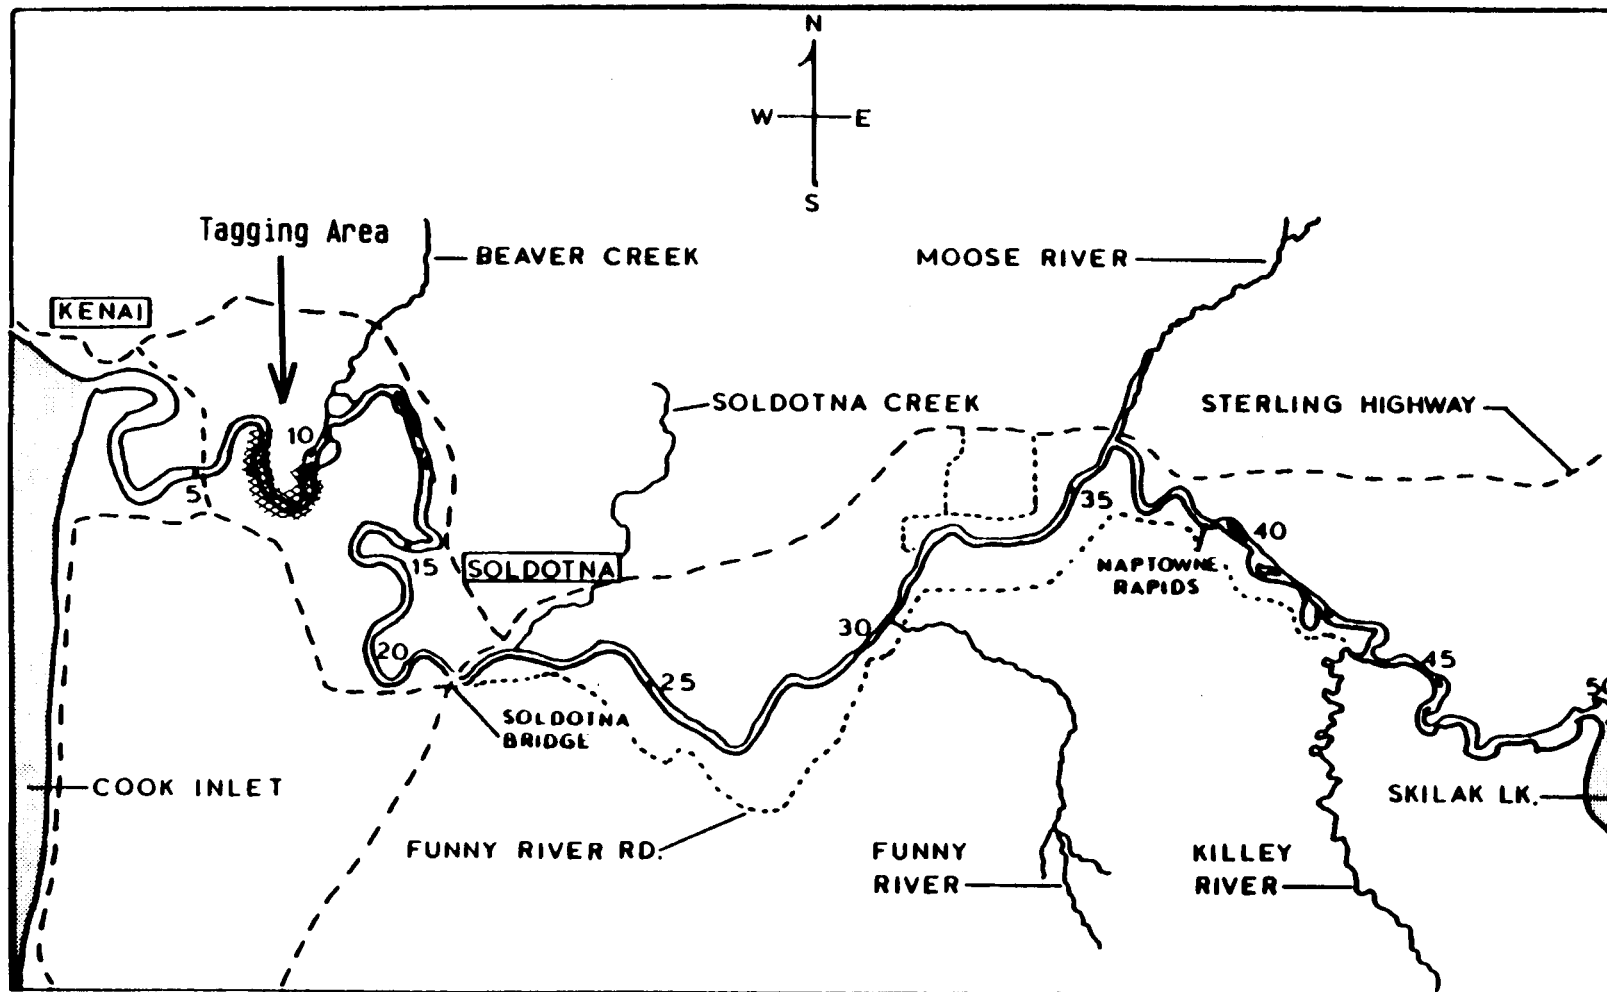 N
W E
S
Tagging Area
BEAVER CREEK
MOOSE RIVER
KENAI
SOLDOTNA CREEK
STERLING HIGHWAY
10
5
35
40
15
SOLDOTNA
NAPTOWNE
RAPIDS
30
20
45
25
50
SOLDOTNA
BRIDGE
COOK INLET
SKILAK LK.
FUNNY RIVER RD.
FUNNY
RIVER
KILLEY
RIVER